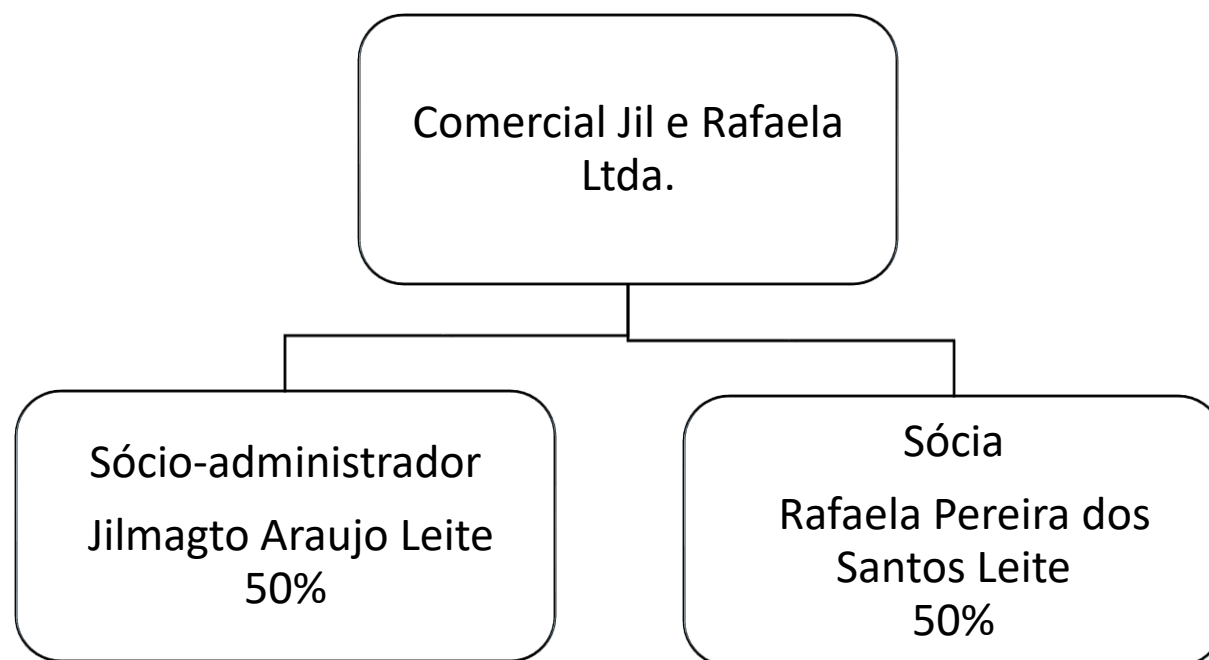 Comercial Jil e Rafaela
Ltda.
Sócio-administrador
Jilmagto Araujo Leite
50%
Sócia
Rafaela Pereira dos
Santos Leite
50%